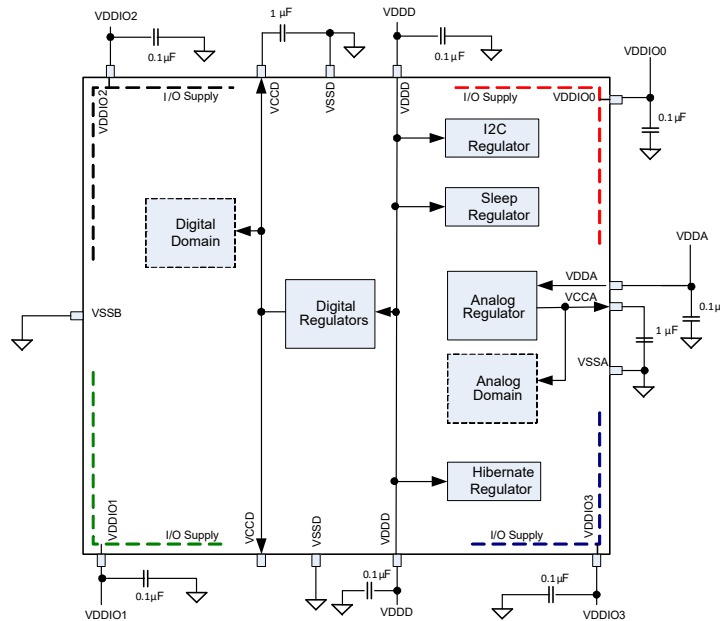 VDDIO2
VDDD
1 µF
0.1µF
0.1µF
VDDIO0
0.1µF
VDDIO2
I/O Supply
VCCD
VSSD
VDDD
I/O Supply
VDDIO0
I2C
Regulator
Sleep
Regulator
Digital
Domain
VDDA
VDDA
VSSB
Digital
Regulators
Analog
Regulator
VCCA
0.1µ
1 µF
VSSA
Analog
Domain
Hibernate
Regulator
VDDIO1
I/O Supply
VCCD
VSSD
VDDD
I/O Supply
VDDIO3
0.1µF
0.1µF
0.1µF
VDDIO1
VDDD
VDDIO3